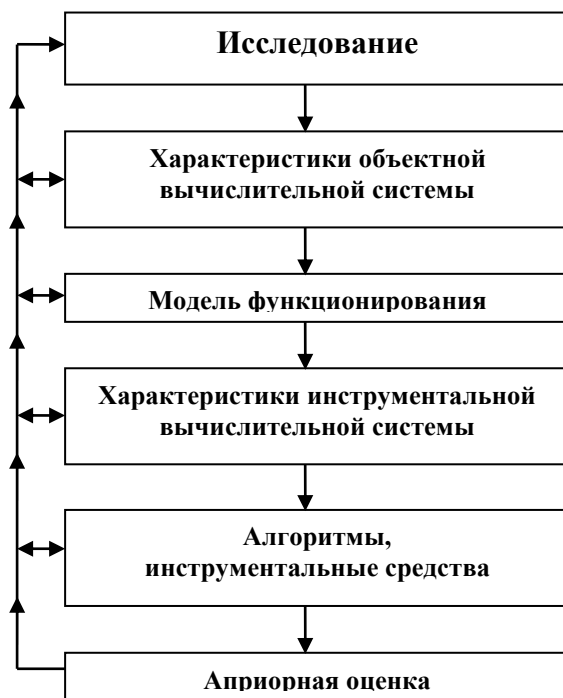 Исследование
Характеристики объектной
вычислительной системы
Модель функционирования
Характеристики инструментальной
вычислительной системы
Алгоритмы,
инструментальные средства
Априорная оценка